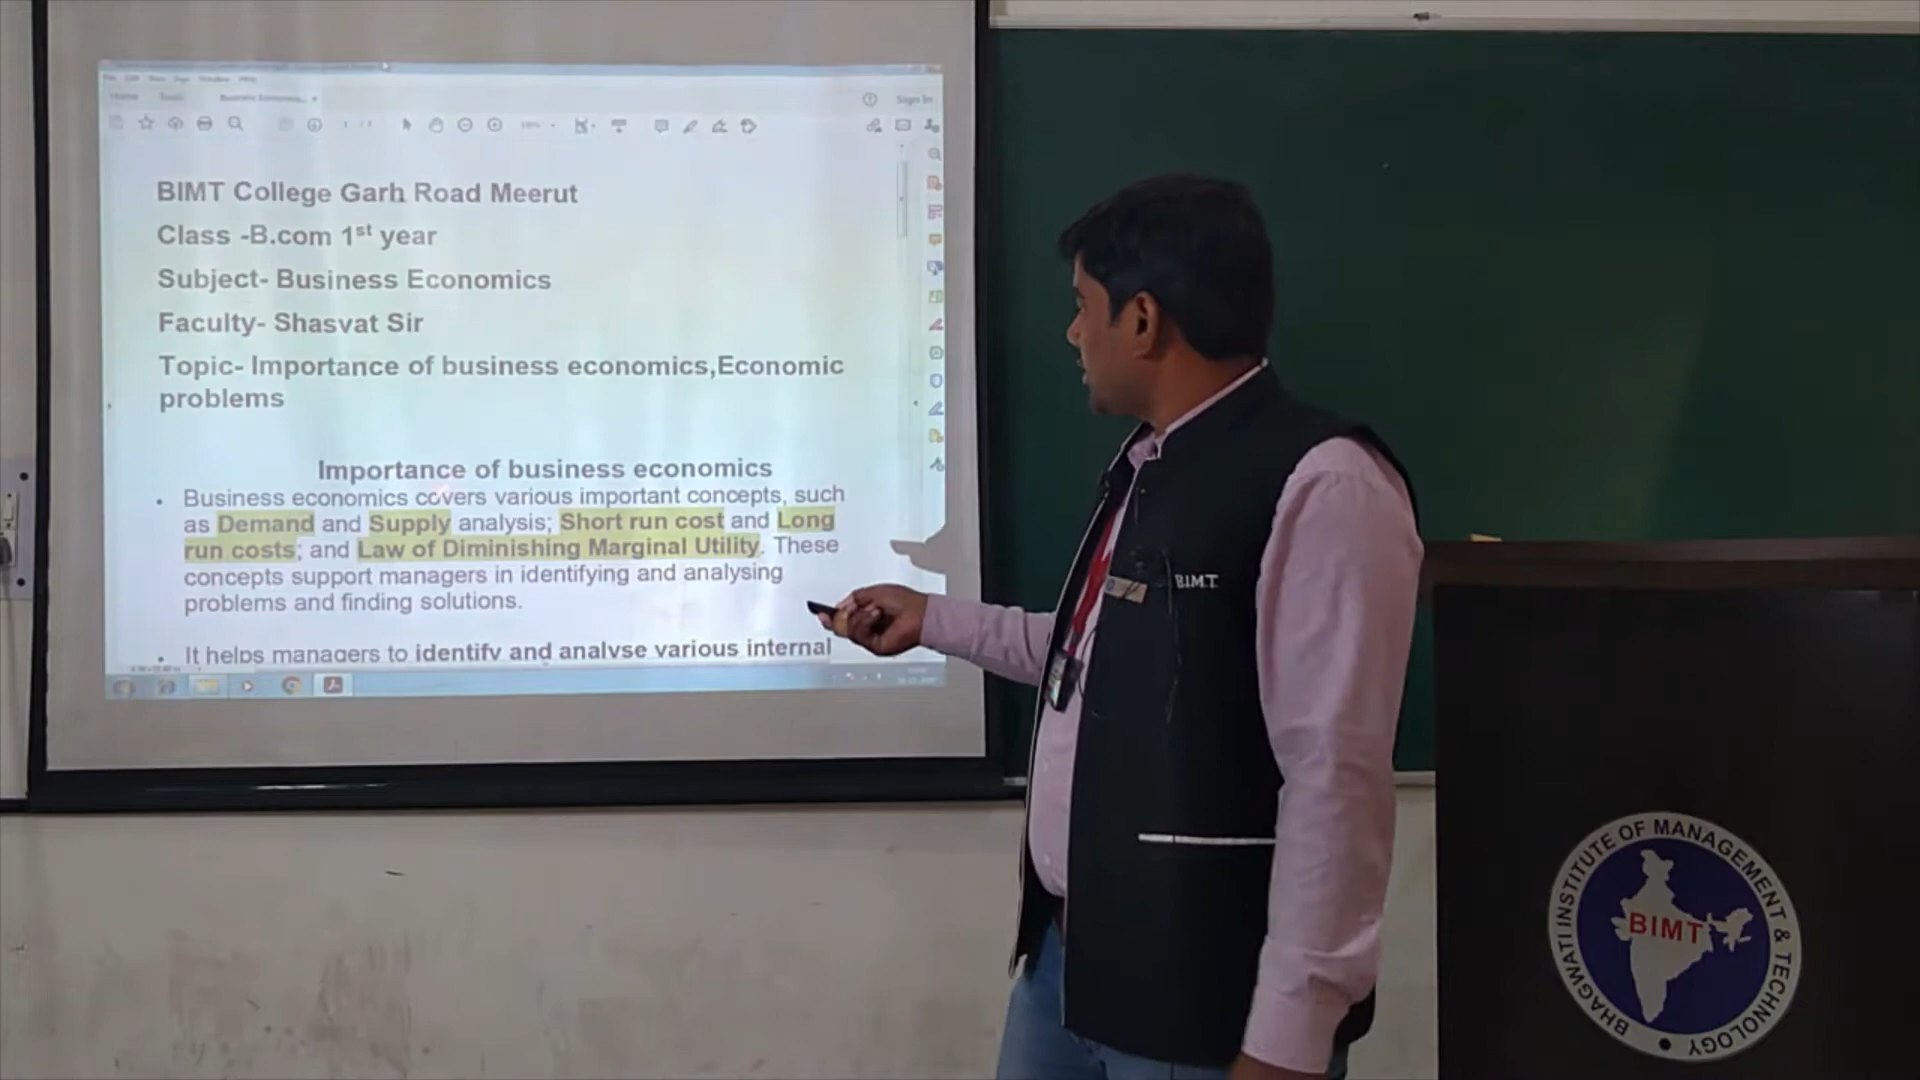 Sign In
BIMT College Garh Road Meerut
Class -B.com 1st year
Subject- Business Economics
Faculty- Shasvat Sir
Topic- Importance of business economics,Economic
problems
Importance of business economics
• Business economics covers various important concepts, such
as Demand and Supply analysis; Short run cost and Long
run costs; and Law of Diminishing Marginal Utility. These
concepts support managers in identifying and analysing
problems and finding solutions.
• It helps managers to identify and analyse various internal
B.I.M.T.
BHAGWATI INSTITUTE OF MANAGEMENT & TECHNOLOGY
BIMT